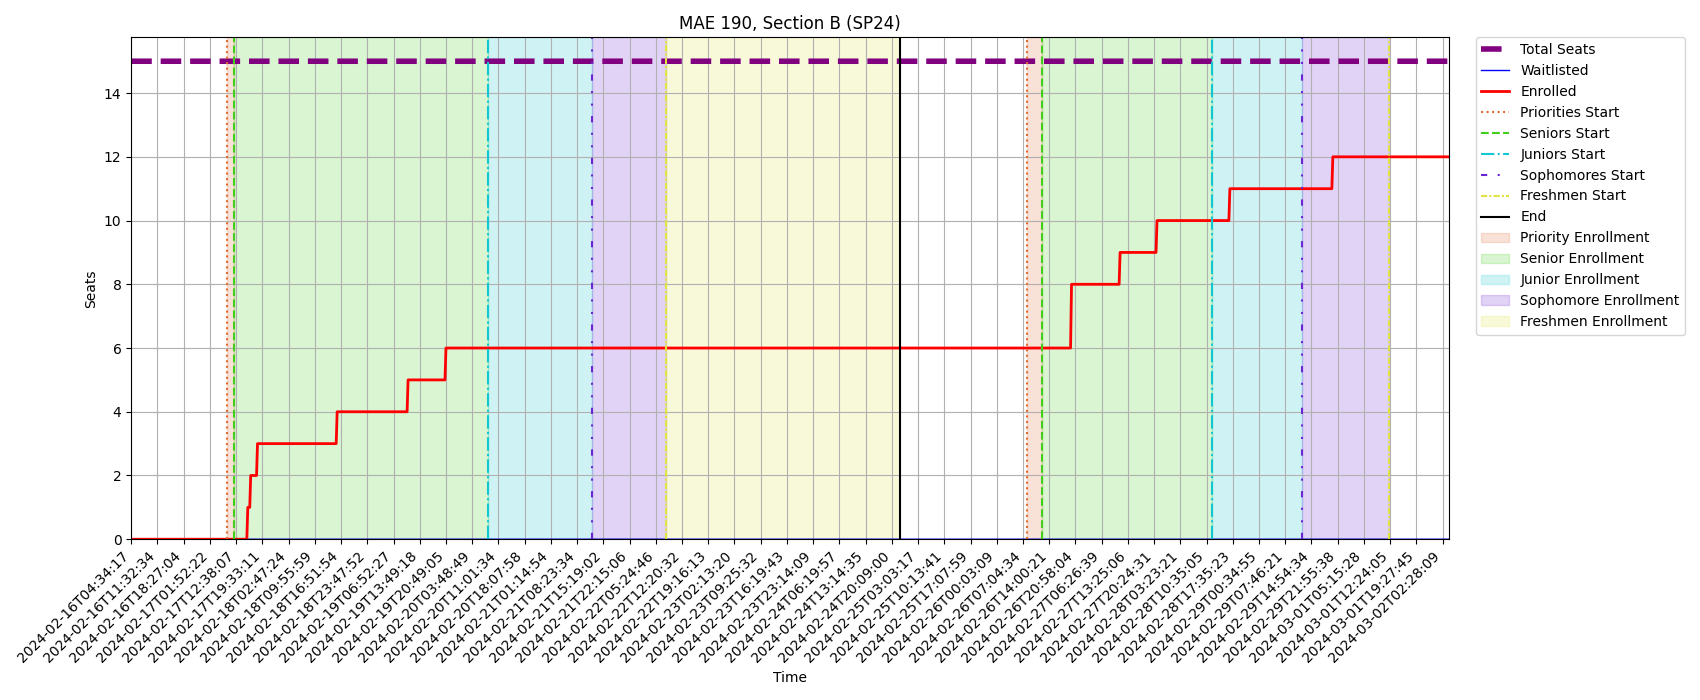 MAE 190, Section B (SP24)
Seats
14
12
10
8
6
4
2
0
2024-02-16T04:34:17
2024-02-16T11:32:34
2024-02-16T18:27:04
2024-02-17T01:52:22
2024-02-17T12:38:07
2024-02-17T19:33:11
2024-02-18T02:47:24
2024-02-18T09:55:59
2024-02-18T16:51:54
2024-02-18T23:47:52
2024-02-19T06:52:27
2024-02-19T13:49:18
2024-02-19T20:49:05
2024-02-20T03:48:49
2024-02-20T11:01:34
2024-02-20T18:07:58
2024-02-21T01:14:54
2024-02-21T08:23:34
2024-02-21T15:19:02
2024-02-21T22:15:06
2024-02-22T05:24:46
2024-02-22T12:20:32
2024-02-22T19:16:13
2024-02-23T02:13:20
2024-02-23T09:25:32
2024-02-23T16:19:43
2024-02-23T23:14:09
2024-02-24T06:19:57
2024-02-24T13:14:35
2024-02-24T20:09:00
2024-02-25T03:03:17
2024-02-25T10:13:41
2024-02-25T17:07:59
2024-02-26T00:03:09
2024-02-26T07:04:34
2024-02-26T14:00:21
2024-02-26T20:58:04
2024-02-27T06:26:39
2024-02-27T13:25:06
2024-02-27T20:24:31
2024-02-28T03:23:21
2024-02-28T10:35:05
2024-02-28T17:35:23
2024-02-29T00:34:55
2024-02-29T07:46:21
2024-02-29T14:54:34
2024-02-29T21:55:38
2024-03-01T05:15:28
2024-03-01T12:24:05
2024-03-01T19:27:45
2024-03-02T02:28:09
Time
Total Seats
Waitlisted
Enrolled
Priorities Start
Seniors Start
Juniors Start
Sophomores Start
Freshmen Start
End
Priority Enrollment
Senior Enrollment
Junior Enrollment
Sophomore Enrollment
Freshmen Enrollment